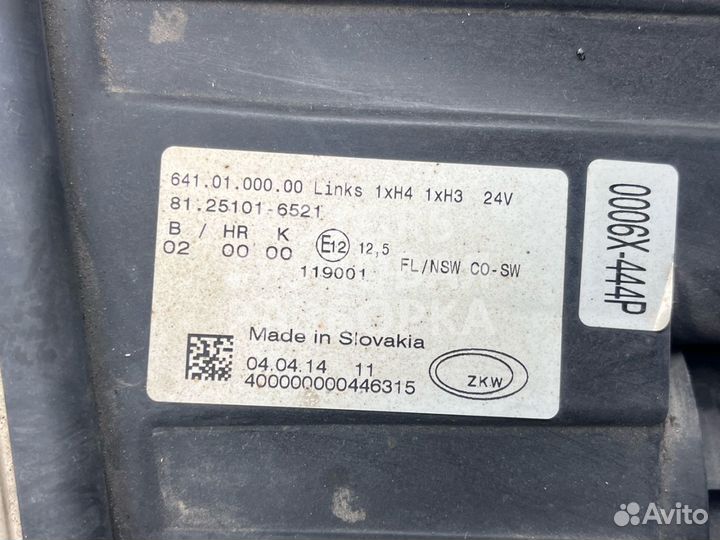 641.01.000.00 Links 1xH4 1xH3 24V
81.25101-6521
B / HR K
02 00 00 E12 12,5
119001 FL/NSW CO-SW
Made in Slovakia
04.04.14 11
400000000446315
ZKW
0006X-444P
Avito